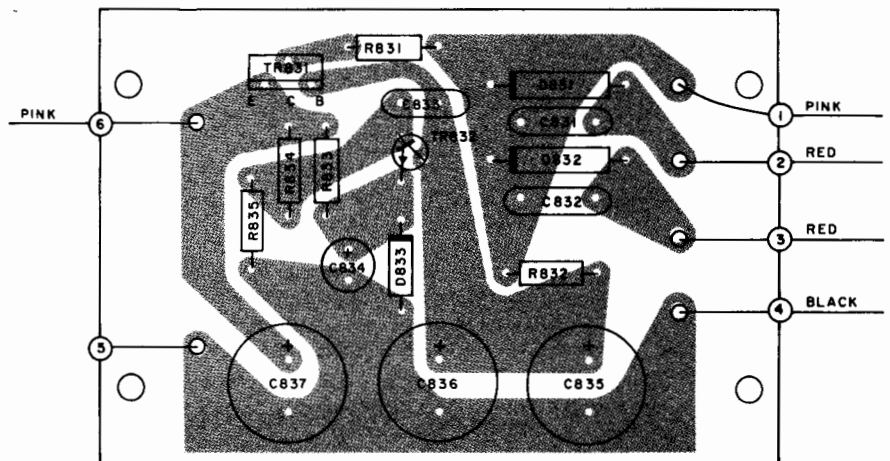 R831
TR831
E C B
D831
C833
C831
PINK
6
1
PINK
TR832
R834
R833
D832
2
RED
C832
R835
3
RED
C834
D833
R832
4
BLACK
5
+
+
+
+
C837
C836
C835